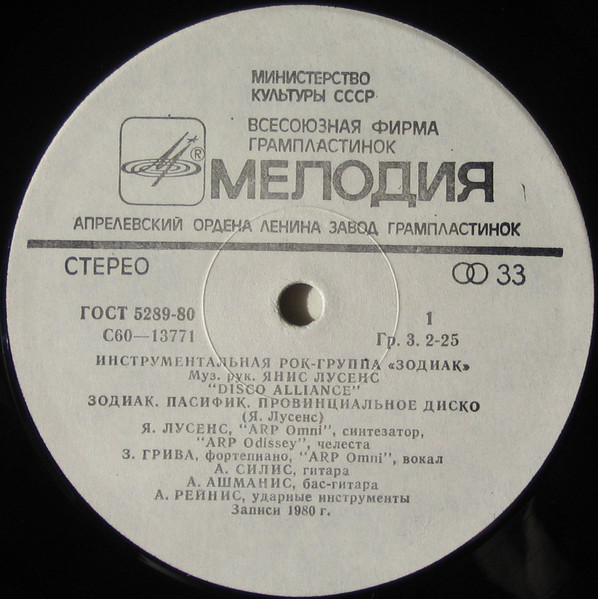 МИНИСТЕРСТВО
КУЛЬТУРЫ СССР
ВСЕСОЮЗНАЯ ФИРМА
ГРАМПЛАСТИНОК
® МЕЛОДИЯ
АПРЕЛЕВСКИЙ ОРДЕНА ЛЕНИНА ЗАВОД ГРАМПЛАСТИНОК
СТЕРЕО 33
ГОСТ 5289-80 1
С60—13771 Гр. 3. 2-25
ИНСТРУМЕНТАЛЬНАЯ РОК-ГРУППА «ЗОДИАК»
Муз. рук. ЯНИС ЛУСЕНС
"DISCO ALLIANCE"
ЗОДИАК. ПАСИФИК. ПРОВИНЦИАЛЬНОЕ ДИСКО
(Я. Лусенс)
Я. ЛУСЕНС, "ARP Omni", синтезатор,
"ARP Odissey", челеста
З. ГРИВА, фортепиано, "ARP Omni", вокал
А. СИЛИС, гитара
А. АШМАНИС, бас-гитара
А. РЕЙНИС, ударные инструменты
Записи 1980 г.